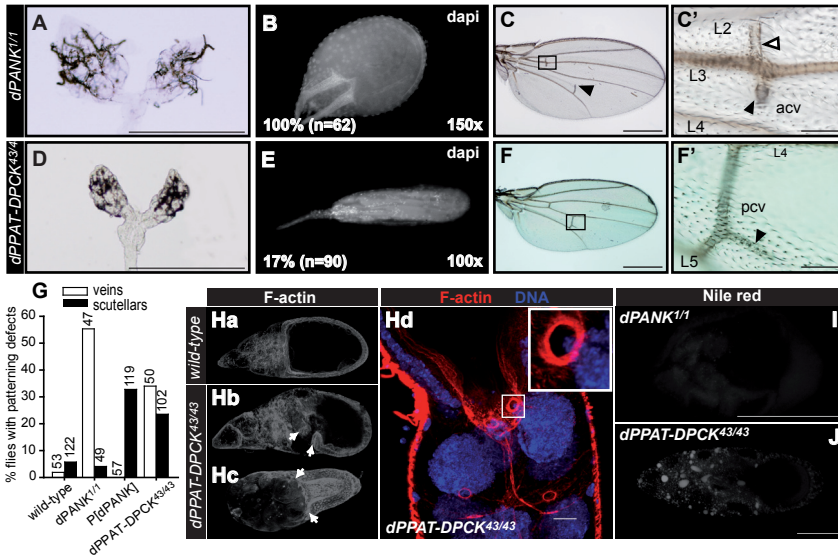 dPANK1/1
A
B
dapi
100% (n=62)
150x
C
C'
L2
L3
acv
L4
dPPAT-DPCK43/43
D
E
dapi
17% (n=90)
100x
F
F'
L4
pcv
L5
G
veins
scutellars
% flies with patterning defects
60
50
40
30
20
10
0
53
122
47
49
57
119
50
102
wild-type
dPANK1/1
P[dPANK]
dPPAT-DPCK43/43
F-actin
wild-type
Ha
dPPAT-DPCK43/43
Hb
Hc
F-actin DNA
Hd
dPPAT-DPCK43/43
Nile red
dPANK1/1
I
dPPAT-DPCK43/43
J